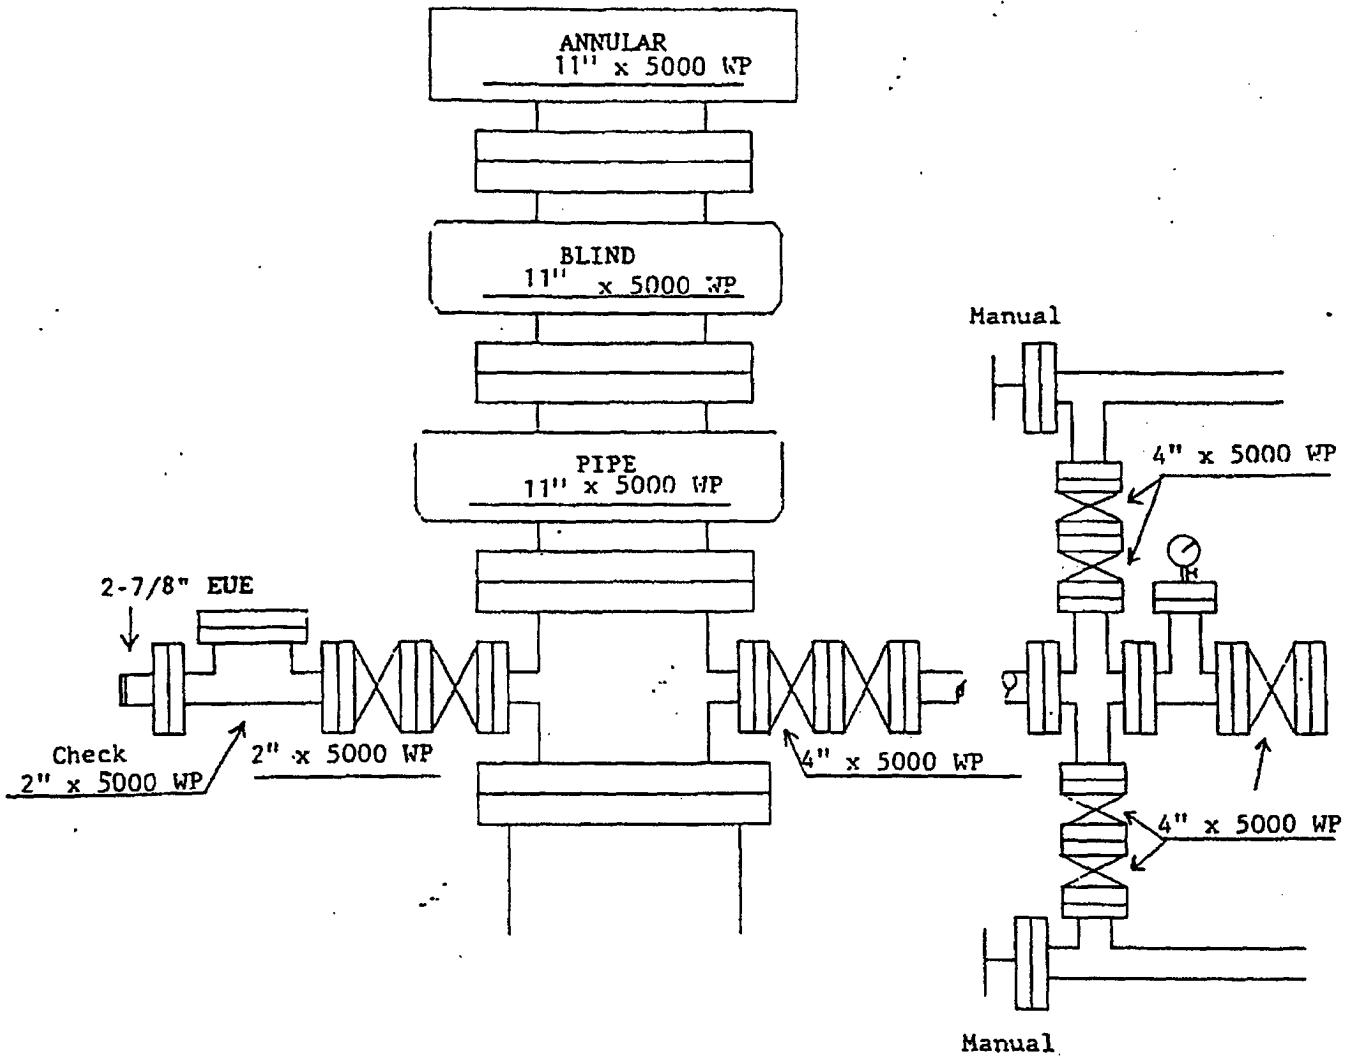 ANNULAR
11" x 5000 WP
BLIND
11" x 5000 WP
PIPE
11" x 5000 WP
Manual
4" x 5000 WP
2-7/8" EUE
Check
2" x 5000 WP
2" x 5000 WP
4" x 5000 WP
4" x 5000 WP
Manual